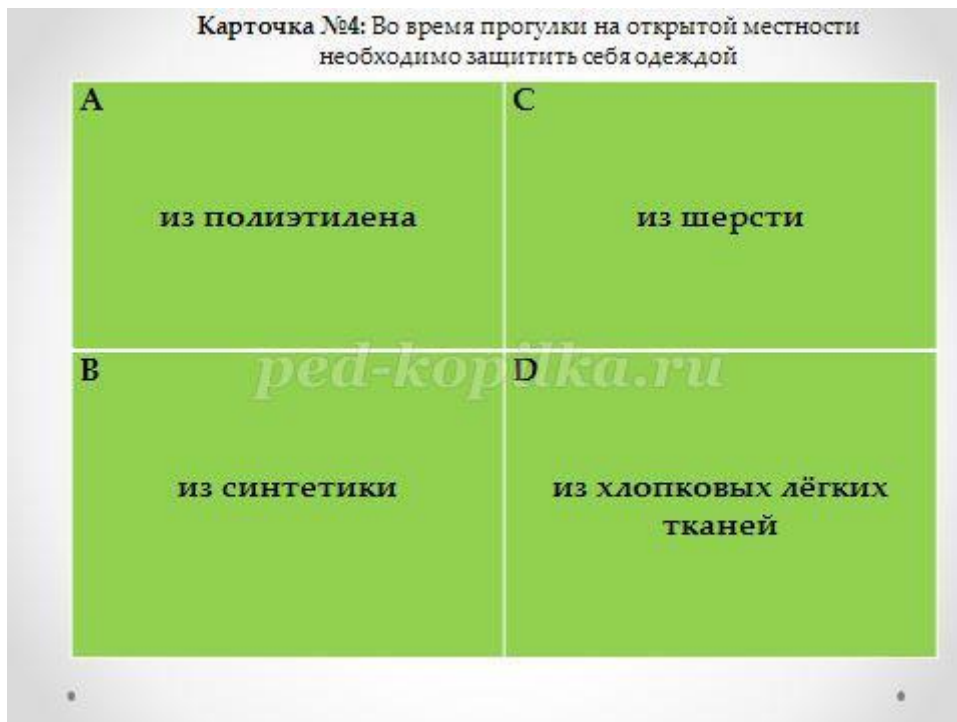 Карточка №4: Во время прогулки на открытой местности
необходимо защитить себя одеждой
A
из полиэтилена
C
из шерсти
ped-kopilka.ru
B
из синтетики
D
из хлопковых лёгких
тканей